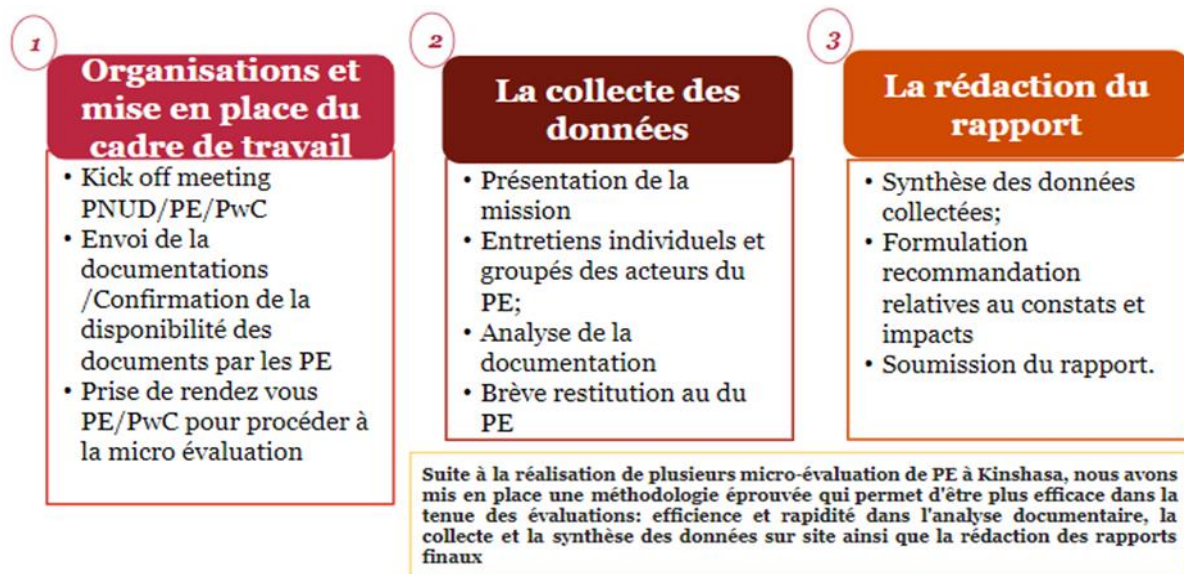 1
Organisations et
mise en place du
cadre de travail
• Kick off meeting
PNUD/PE/PwC
• Envoi de la
documentations
/Confirmation de la
disponibilité des
documents par les PE
• Prise de rendez vous
PE/PwC pour procéder à
la micro évaluation
2
La collecte des
données
• Présentation de la
mission
• Entretiens individuels et
groupés des acteurs du
PE;
• Analyse de la
documentation
• Brève restitution au du
PE
3
La rédaction du
rapport
• Synthèse des données
collectées;
• Formulation
recommandation
relatives au constats et
impacts
• Soumission du rapport.
Suite à la réalisation de plusieurs micro-évaluation de PE à Kinshasa, nous avons
mis en place une méthodologie éprouvée qui permet d'être plus efficace dans la
tenue des évaluations: efficience et rapidité dans l'analyse documentaire, la
collecte et la synthèse des données sur site ainsi que la rédaction des rapports
finaux